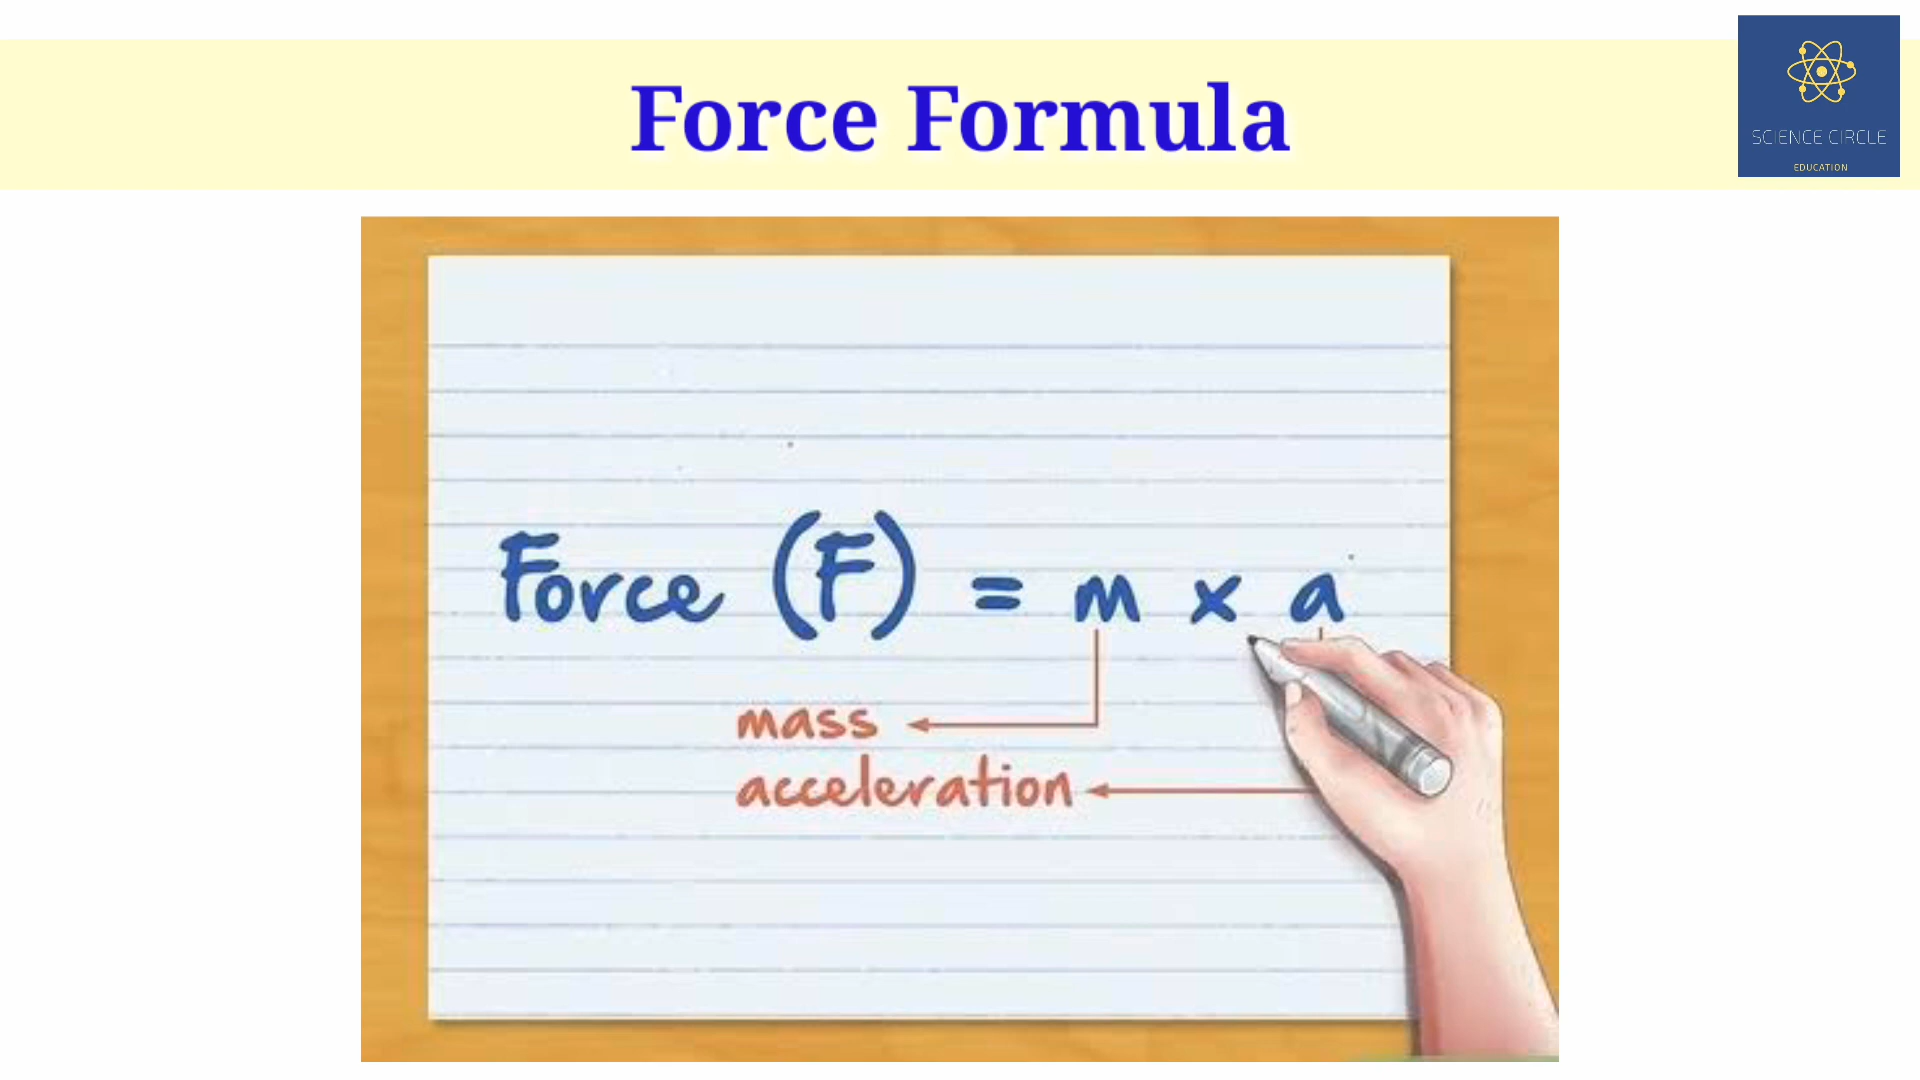 Force Formula
SCIENCE CIRCLE
EDUCATION
Force (F) = m x a
mass
acceleration